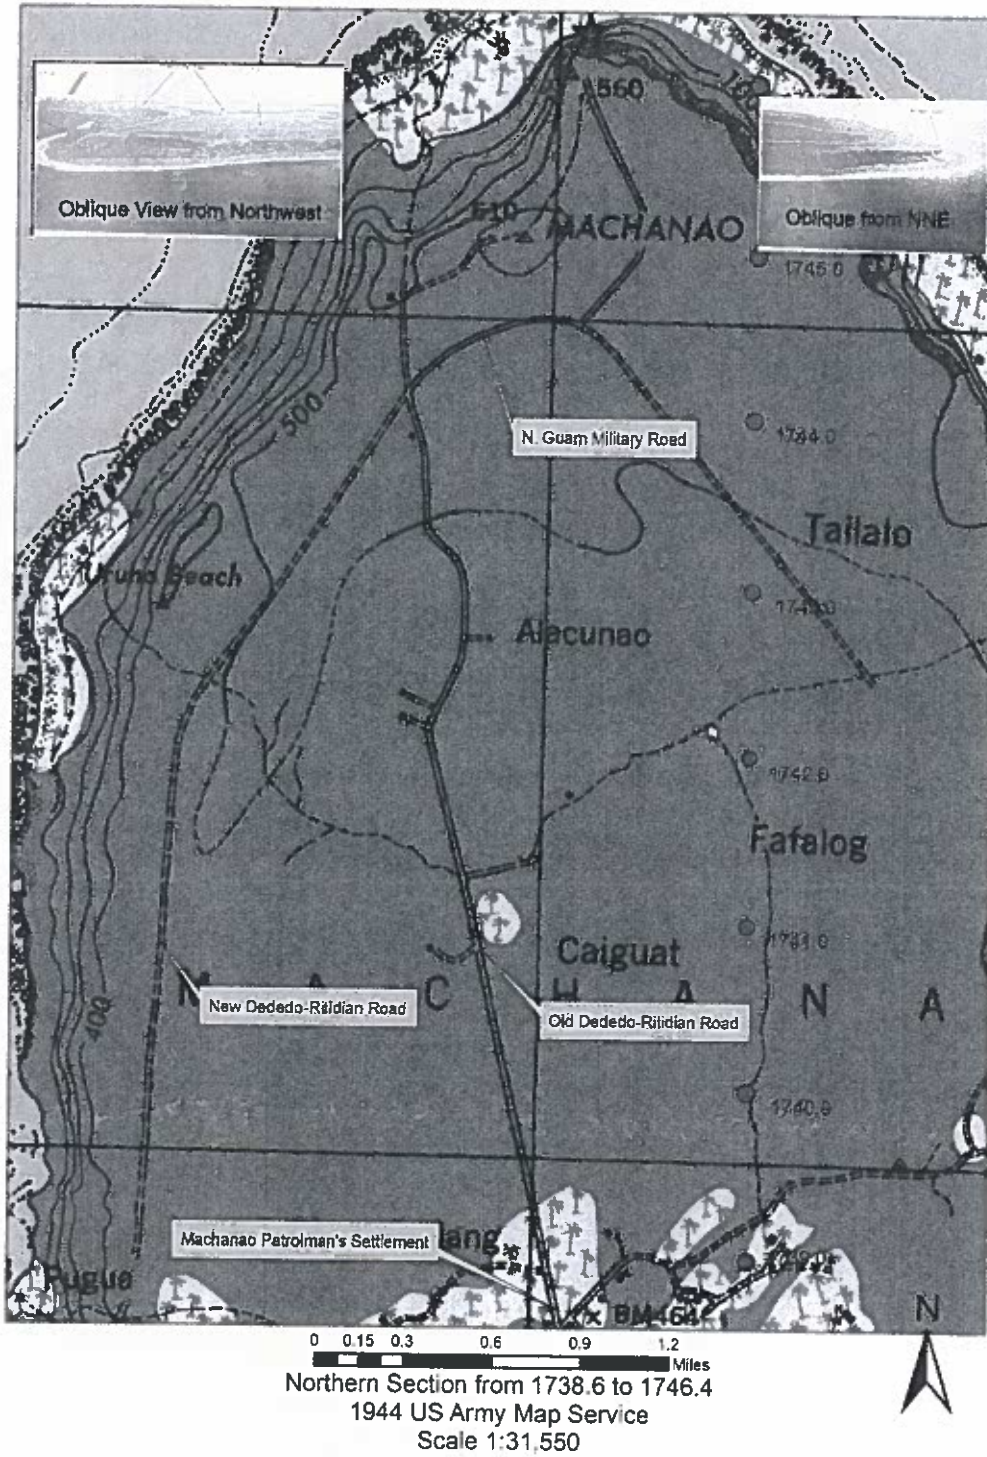 560
100
Oblique View from Northwest
610
MACHANAO
Oblique from NNE
1745.0
500
N. Guam Military Road
1744.0
Tailalo
Uruno Beach
Alacunao
1742.0
Fafalog
Caiguat
M A C H A N A
New Dededo-Ritidian Road
Old Dededo-Ritidian Road
400
1740.0
Machanao Patrolman's Settlement
Pugua
BM464
N
0 0.15 0.3 0.6 0.9 1.2
Miles
Northern Section from 1738.6 to 1746.4
1944 US Army Map Service
Scale 1:31,550